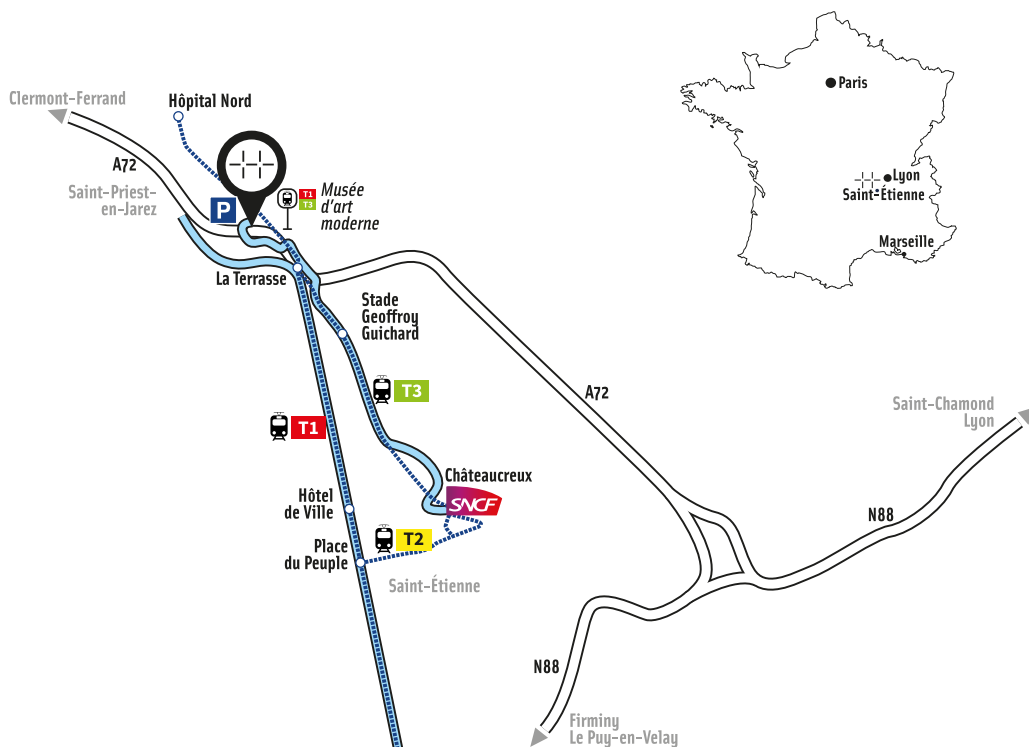 Clermont-Ferrand
Hôpital Nord
A72
Saint-Priest-
en-Jarez
P
T1
T3
Musée
d'art
moderne
La Terrasse
Stade
Geoffroy
Guichard
T3
T1
Châteaucreux
SNCF
Hôtel
de Ville
T2
Place
du Peuple
Saint-Étienne
A72
Saint-Chamond
Lyon
N88
N88
Firminy
Le Puy-en-Velay
Paris
Lyon
Saint-Étienne
Marseille